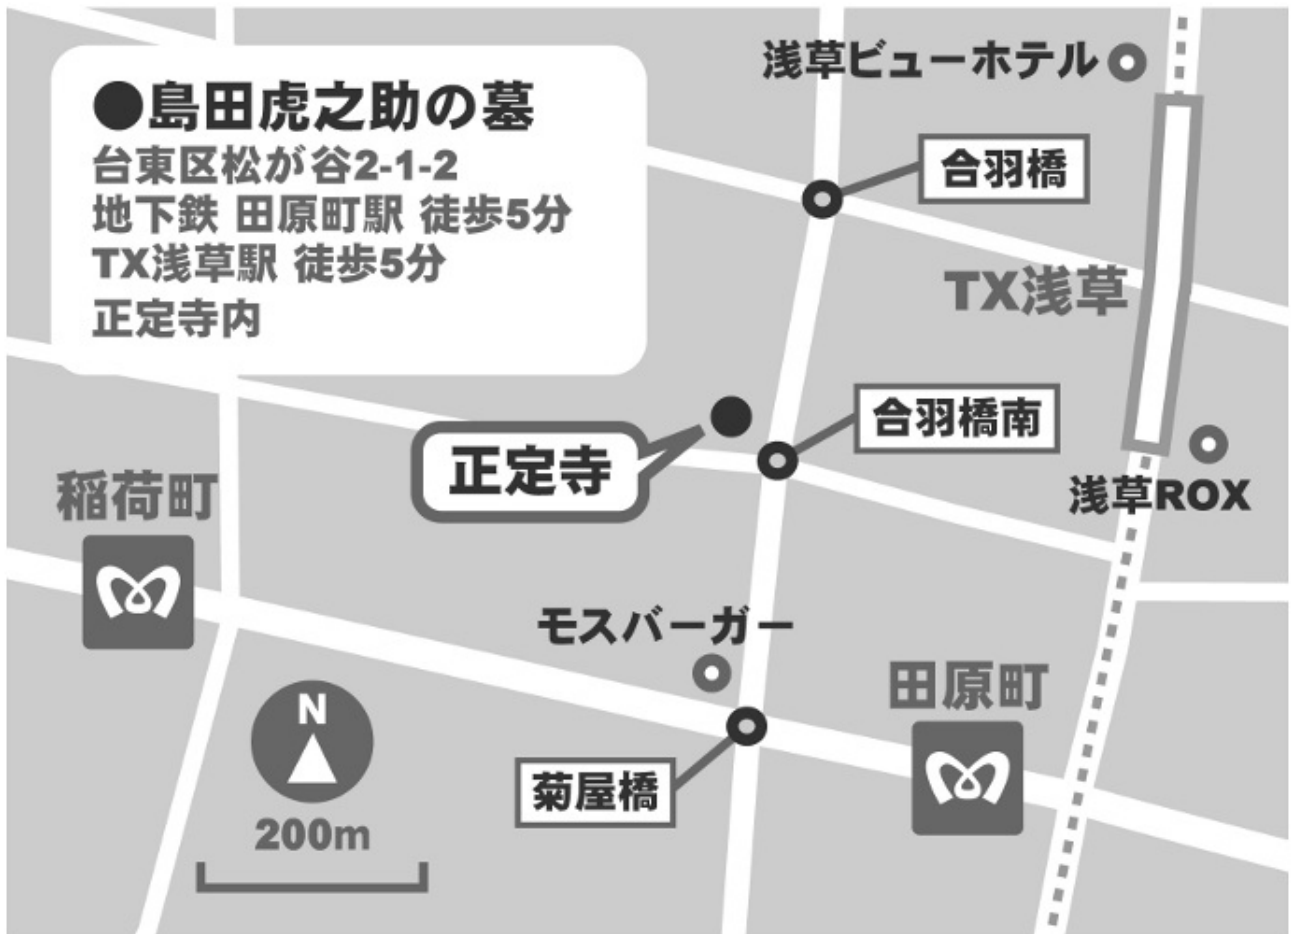 ●島田虎之助の墓
台東区松が谷2-1-2
地下鉄 田原町駅 徒歩5分
TX浅草駅 徒歩5分
正定寺内
浅草ビューホテル
合羽橋
TX浅草
合羽橋南
正定寺
稲荷町
浅草ROX
モスバーガー
田原町
N
菊屋橋
200m